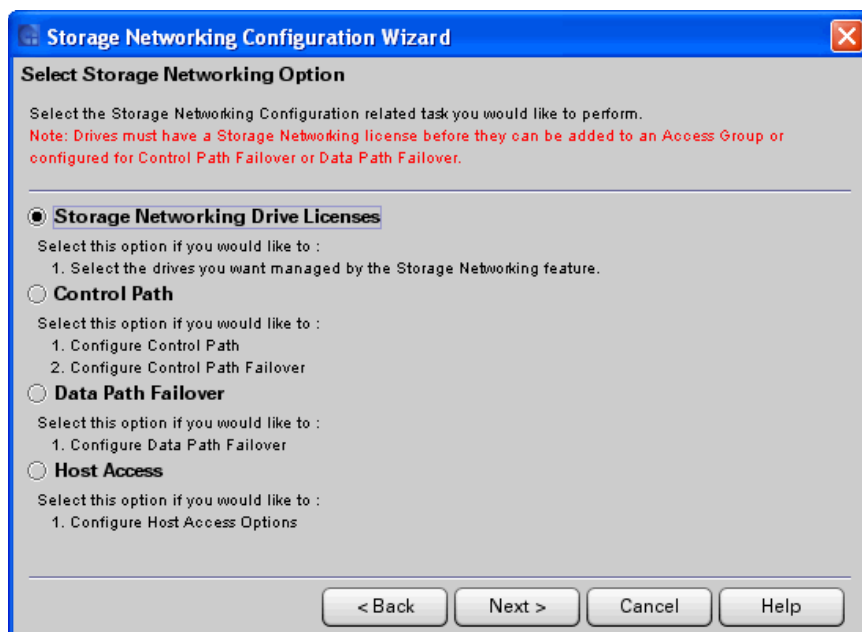 Storage Networking Configuration Wizard
Select Storage Networking Option
Select the Storage Networking Configuration related task you would like to perform.
Note: Drives must have a Storage Networking license before they can be added to an Access Group or
configured for Control Path Failover or Data Path Failover.
Storage Networking Drive Licenses
Select this option if you would like to :
1. Select the drives you want managed by the Storage Networking feature.
Control Path
Select this option if you would like to :
1. Configure Control Path
2. Configure Control Path Failover
Data Path Failover
Select this option if you would like to :
1. Configure Data Path Failover
Host Access
Select this option if you would like to :
1. Configure Host Access Options
< Back Next > Cancel Help